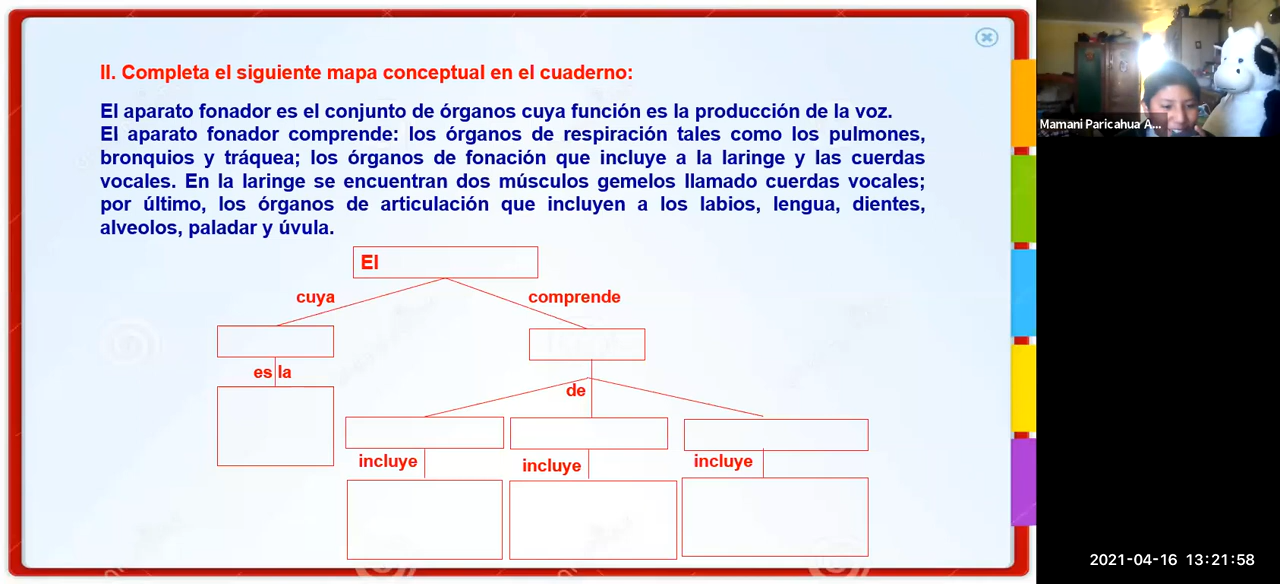 II. Completa el siguiente mapa conceptual en el cuaderno:
El aparato fonador es el conjunto de órganos cuya función es la producción de la voz.
El aparato fonador comprende: los órganos de respiración tales como los pulmones,
bronquios y tráquea; los órganos de fonación que incluye a la laringe y las cuerdas
vocales. En la laringe se encuentran dos músculos gemelos llamado cuerdas vocales;
por último, los órganos de articulación que incluyen a los labios, lengua, dientes,
alveolos, paladar y úvula.
El
cuya
comprende
es la
de
incluye
incluye
incluye
Mamani Paricahua A...
2021-04-16 13:21:58